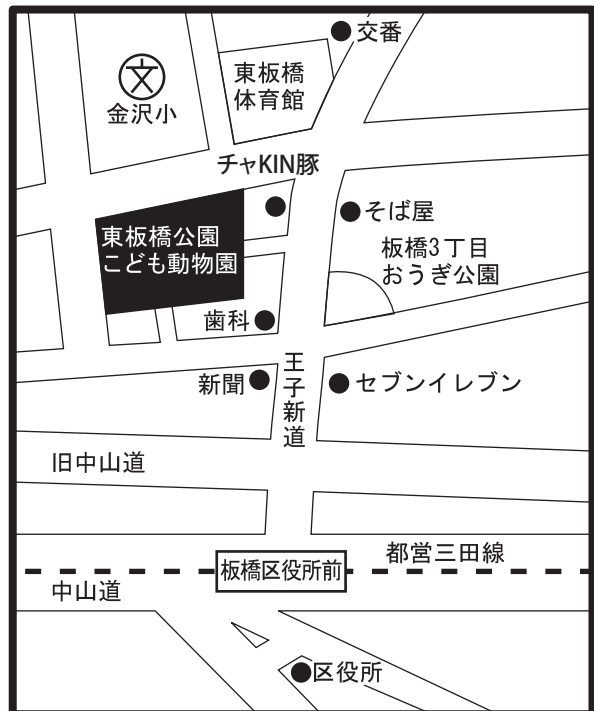 交番
東板橋
体育館
文
金沢小
チャKIN豚
そば屋
東板橋公園
こども動物園
板橋3丁目
おうぎ公園
歯科
王子新道
新聞
セブンイレブン
旧中山道
都営三田線
板橋区役所前
中山道
区役所